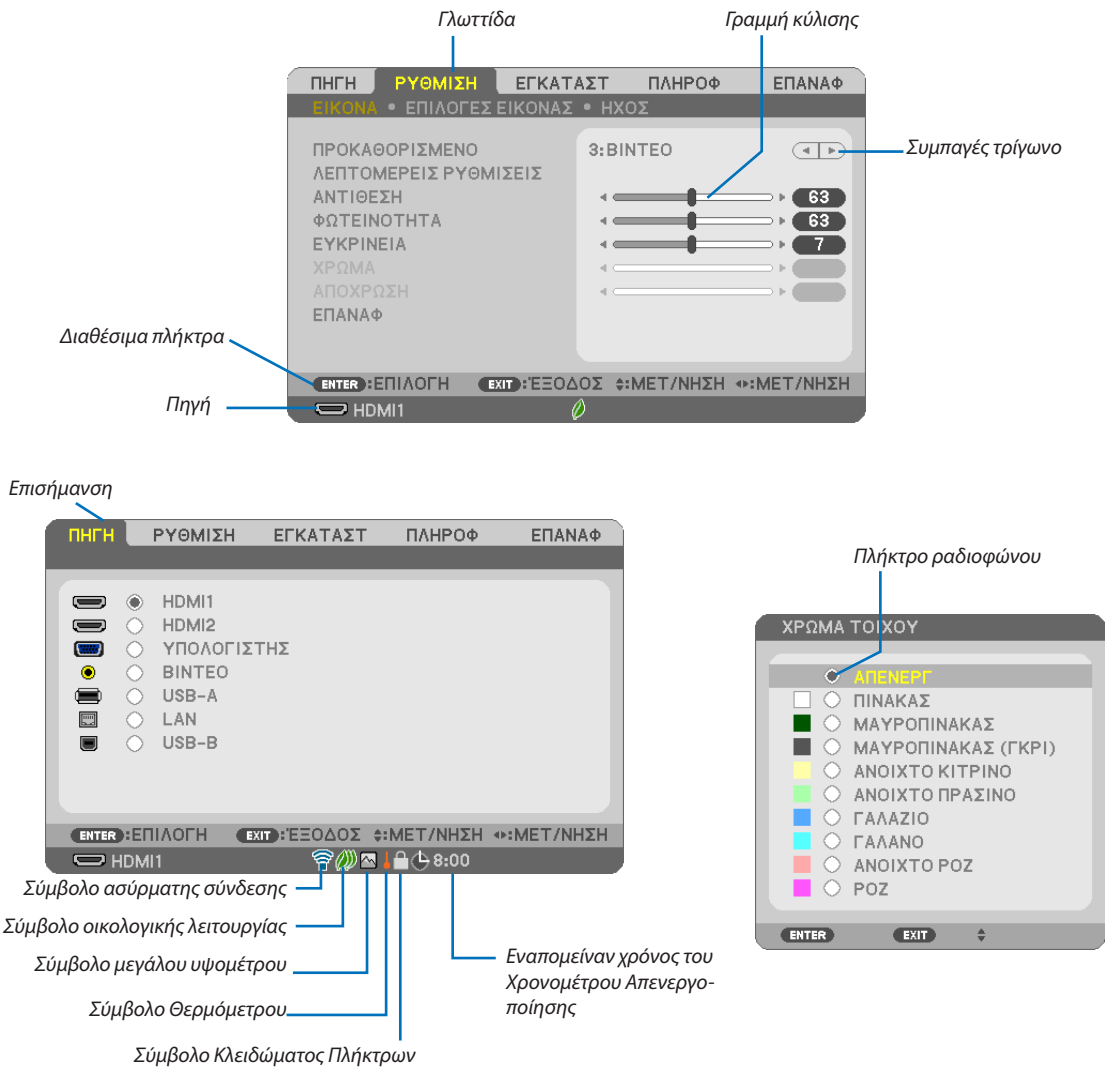 Γλωττίδα
Γραμμή κύλισης
ΠΗΓΗ ΡΥΘΜΙΣΗ ΕΓΚΑΤΑΣΤ ΠΛΗΡΟΦ ΕΠΑΝΑΦ
ΕΙΚΟΝΑ • ΕΠΙΛΟΓΕΣ ΕΙΚΟΝΑΣ • ΗΧΟΣ
ΠΡΟΚΑΘΟΡΙΣΜΕΝΟ 3:ΒΙΝΤΕΟ
Συμπαγές τρίγωνο
ΛΕΠΤΟΜΕΡΕΙΣ ΡΥΘΜΙΣΕΙΣ
ΑΝΤΙΘΕΣΗ 63
ΦΩΤΕΙΝΟΤΗΤΑ 63
ΕΥΚΡΙΝΕΙΑ 7
ΧΡΩΜΑ
ΑΠΟΧΡΩΣΗ
ΕΠΑΝΑΦ
Διαθέσιμα πλήκτρα
ENTER :ΕΠΙΛΟΓΗ EXIT :ΈΞΟΔΟΣ :ΜΕΤ/ΝΗΣΗ :ΜΕΤ/ΝΗΣΗ
Πηγή
HDMI1
Επισήμανση
ΠΗΓΗ ΡΥΘΜΙΣΗ ΕΓΚΑΤΑΣΤ ΠΛΗΡΟΦ ΕΠΑΝΑΦ
HDMI1
HDMI2
ΥΠΟΛΟΓΙΣΤΗΣ
ΒΙΝΤΕΟ
USB-A
LAN
USB-B
ENTER :ΕΠΙΛΟΓΗ EXIT :ΈΞΟΔΟΣ :ΜΕΤ/ΝΗΣΗ :ΜΕΤ/ΝΗΣΗ
HDMI1 8:00
Σύμβολο ασύρματης σύνδεσης
Σύμβολο οικολογικής λειτουργίας
Σύμβολο μεγάλου υψομέτρου
Σύμβολο Θερμόμετρου
Σύμβολο Κλειδώματος Πλήκτρων
Εναπομείναν χρόνος του
Χρονομέτρου Απενεργο-
ποίησης
Πλήκτρο ραδιοφώνου
ΧΡΩΜΑ ΤΟΙΧΟΥ
ΑΠΕΝΕΡΓ
ΠΙΝΑΚΑΣ
ΜΑΥΡΟΠΙΝΑΚΑΣ
ΜΑΥΡΟΠΙΝΑΚΑΣ (ΓΚΡΙ)
ΑΝΟΙΧΤΟ ΚΙΤΡΙΝΟ
ΑΝΟΙΧΤΟ ΠΡΑΣΙΝΟ
ΓΑΛΑΖΙΟ
ΓΑΛΑΝΟ
ΑΝΟΙΧΤΟ ΡΟΖ
ΡΟΖ
ENTER EXIT